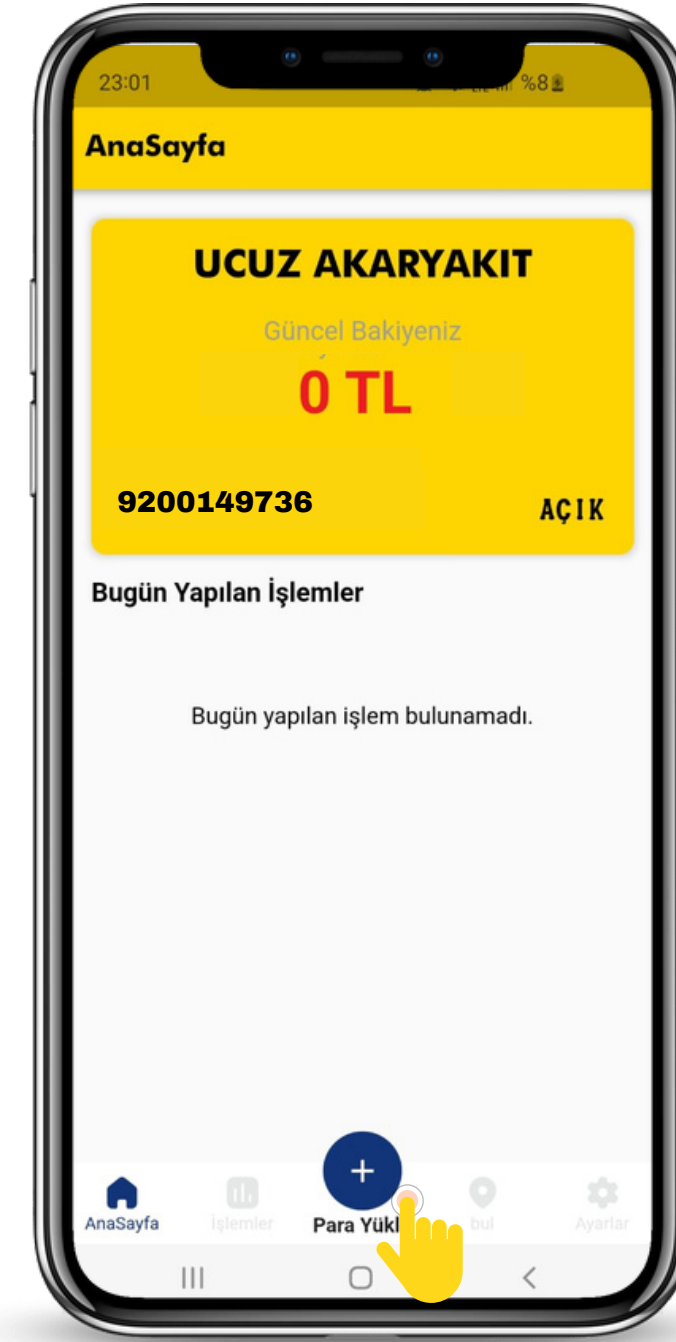 23:01
%8
AnaSayfa
UCUZ AKARYAKIT
Güncel Bakiyeniz
0 TL
9200149736
AÇIK
Bugün Yapılan İşlemler
Bugün yapılan işlem bulunamadı.
AnaSayfa
İşlemler
Para Yükl
bul
Ayarlar